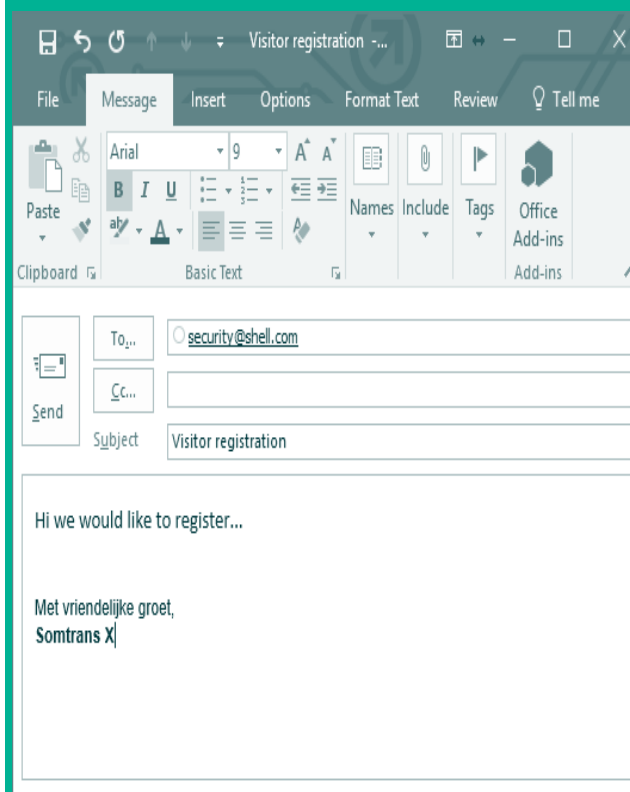 Visitor registration -...
File Message Insert Options Format Text Review Tell me
Arial 9
Paste B I U Names Include Tags Office Add-ins
Clipboard Basic Text Add-ins
To... security@shell.com
Cc...
Send
Subject Visitor registration
Hi we would like to register...
Met vriendelijke groet,
Somtrans X